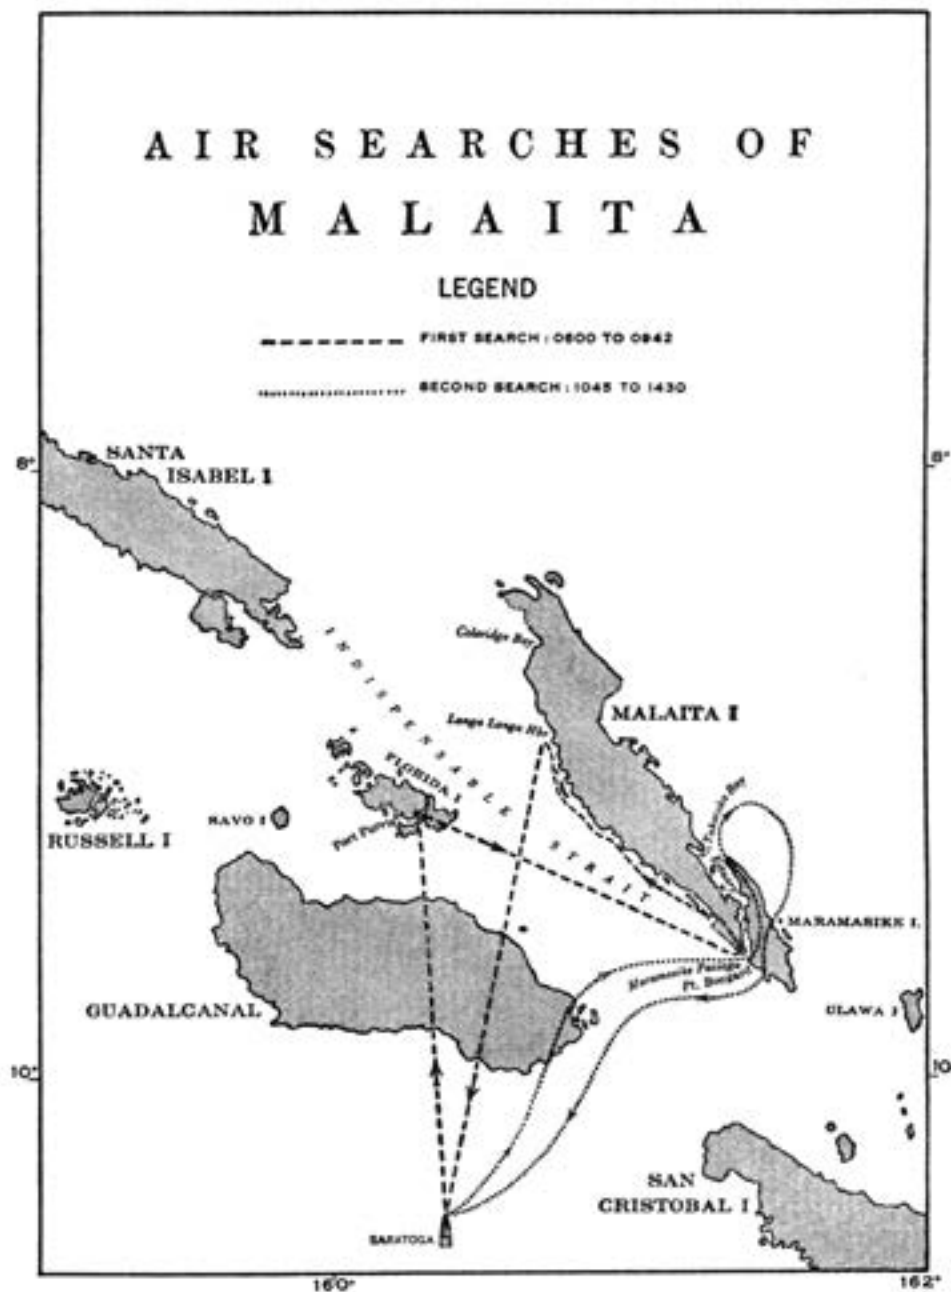 AIR SEARCHES OF
MALAITA
LEGEND
FIRST SEARCH : 0600 TO 0942
SECOND SEARCH : 1045 TO 1430
SANTA
ISABEL I
8°
8°
INDISPENSABLE STRAIT
Coleridge Bay
Langa Langa Hbr
MALAITA I
FLORIDA I
RUSSELL I
SAVO I
Port Purvis
Bay
MARAMASIKE I.
Maramasike Passage
Pt.
GUADALCANAL
ULAWA I
10°
10
SAN
CRISTOBAL I
SARATOGA
160°
162°